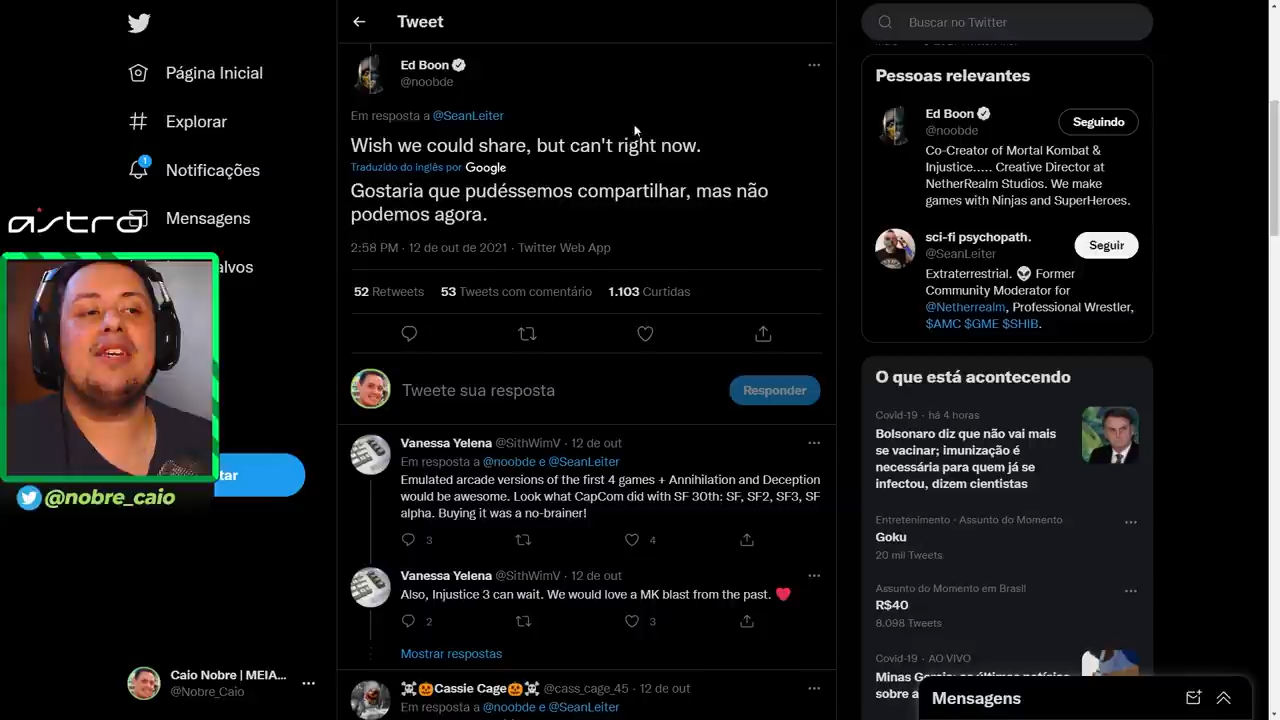 Tweet
Buscar no Twitter
Página Inicial
Explorar
1
Notificações
Mensagens
astro
alvos
tar
@nobre_caio
Caio Nobre | MEIA...
@Nobre_Caio
Ed Boon
@noobde
Em resposta a @SeanLeiter
Wish we could share, but can't right now.
Traduzido do inglês por Google
Gostaria que pudéssemos compartilhar, mas não
podemos agora.
2:58 PM · 12 de out de 2021 · Twitter Web App
52 Retweets 53 Tweets com comentário 1.103 Curtidas
Tweete sua resposta
Responder
Vanessa Yelena @SithWimV · 12 de out
Em resposta a @noobde e @SeanLeiter
Emulated arcade versions of the first 4 games + Annihilation and Deception
would be awesome. Look what CapCom did with SF 30th: SF, SF2, SF3, SF
alpha. Buying it was a no-brainer!
3 4
Vanessa Yelena @SithWimV · 12 de out
Also, Injustice 3 can wait. We would love a MK blast from the past. ❤️
2 3
Mostrar respostas
☠️🎃Cassie Cage🎃☠️ @cass_cage_45 · 12 de out
Em resposta a @noobde e @SeanLeiter
Pessoas relevantes
Ed Boon
@noobde
Seguindo
Co-Creator of Mortal Kombat &
Injustice..... Creative Director at
NetherRealm Studios. We make
games with Ninjas and SuperHeroes.
sci-fi psychopath.
@SeanLeiter
Seguir
Extraterrestrial. 👽 Former
Community Moderator for
@Netherrealm, Professional Wrestler,
$AMC $GME $SHIB.
O que está acontecendo
Covid-19 · há 4 horas
Bolsonaro diz que não vai mais
se vacinar; imunização é
necessária para quem já se
infectou, dizem cientistas
Entretenimento · Assunto do Momento
Goku
20 mil Tweets
Assunto do Momento em Brasil
R$40
8.098 Tweets
Covid-19 · AO VIVO
Mensagens